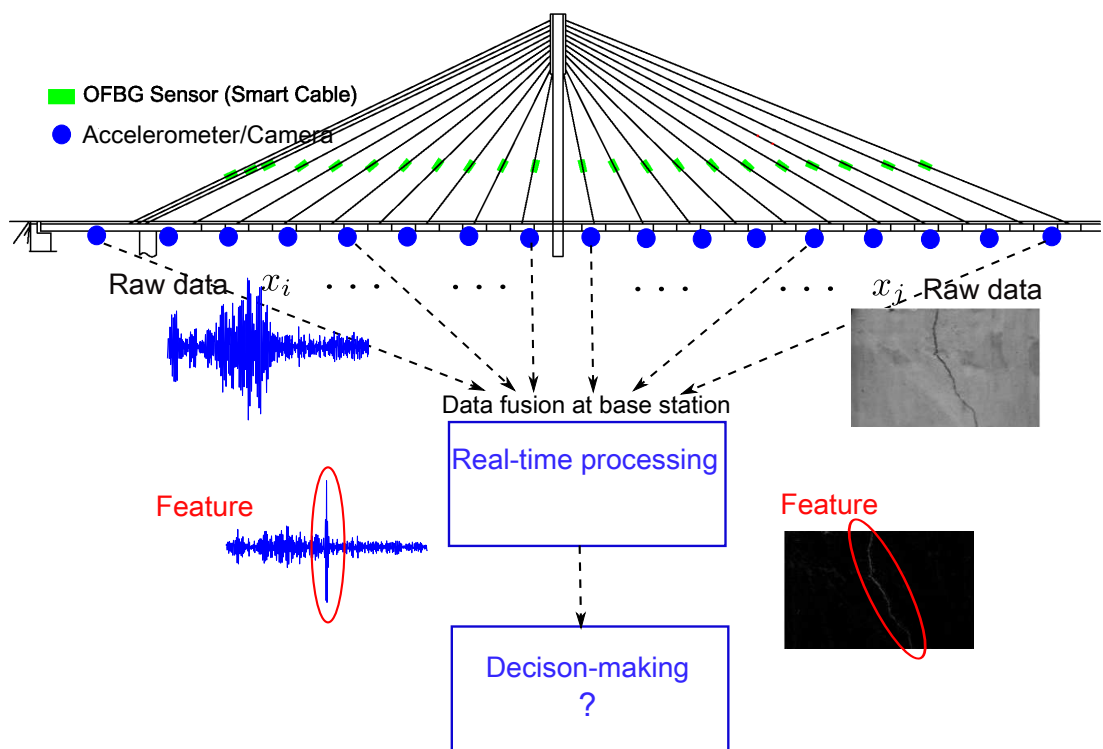 OFBG Sensor (Smart Cable)
Accelerometer/Camera
Raw data x_i . . . . . . . . . . . . x_j Raw data
Data fusion at base station
Real-time processing
Feature
Feature
Decison-making
?